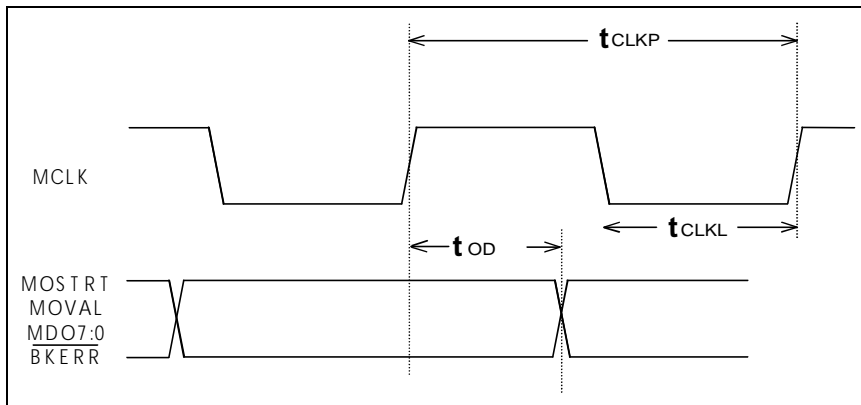 tCLKP
MCLK
tCLKL
tOD
MOSTRT
MOVAL
MDO7:0
BKERR